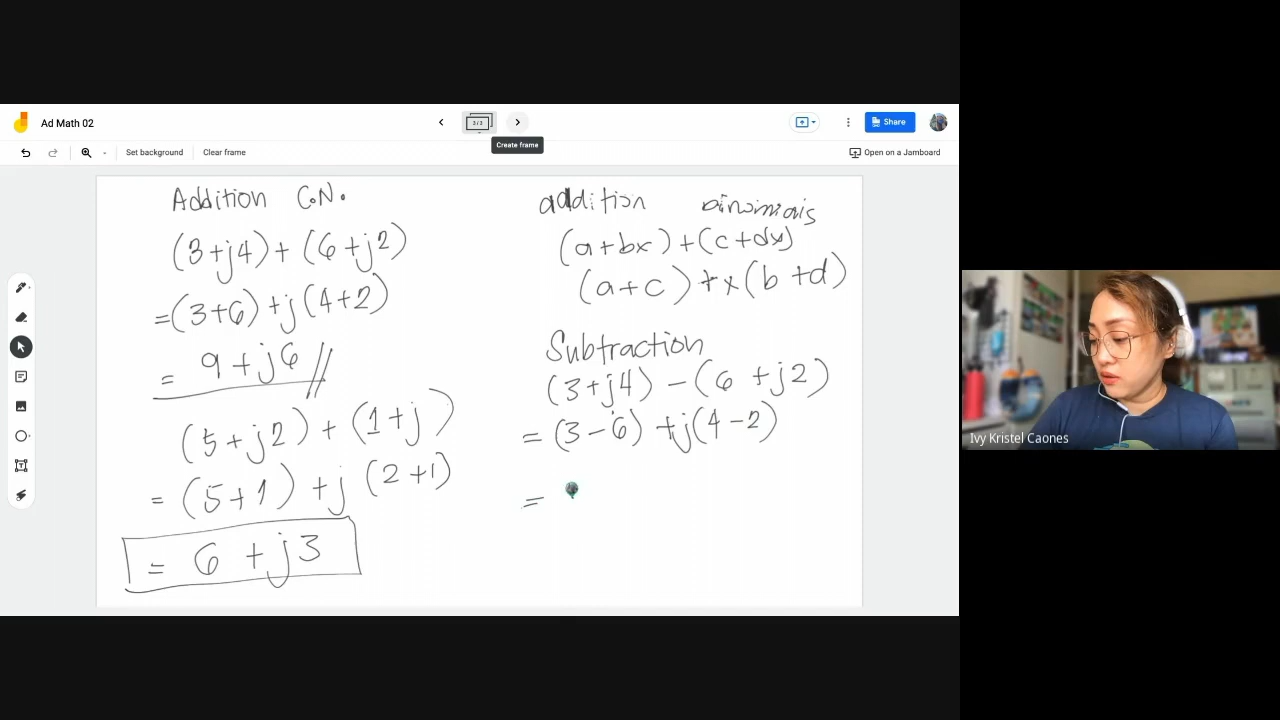 Ad Math 02
2 / 3
Share
Create frame
Set background
Clear frame
Open on a Jamboard
Addition C.N.
(3+j4) + (6+j2)
=(3+6) +j(4+2)
= 9 + j6 //
(5+j2) + (1+j)
= (5+1) +j (2+1)
= 6 + j3
addition binomials
(a+bx)+(c+dx)
(a+c) +x(b+d)
Subtraction
(3+j4) - (6 +j2)
= (3-6) +j(4-2)
=
Ivy Kristel Caones